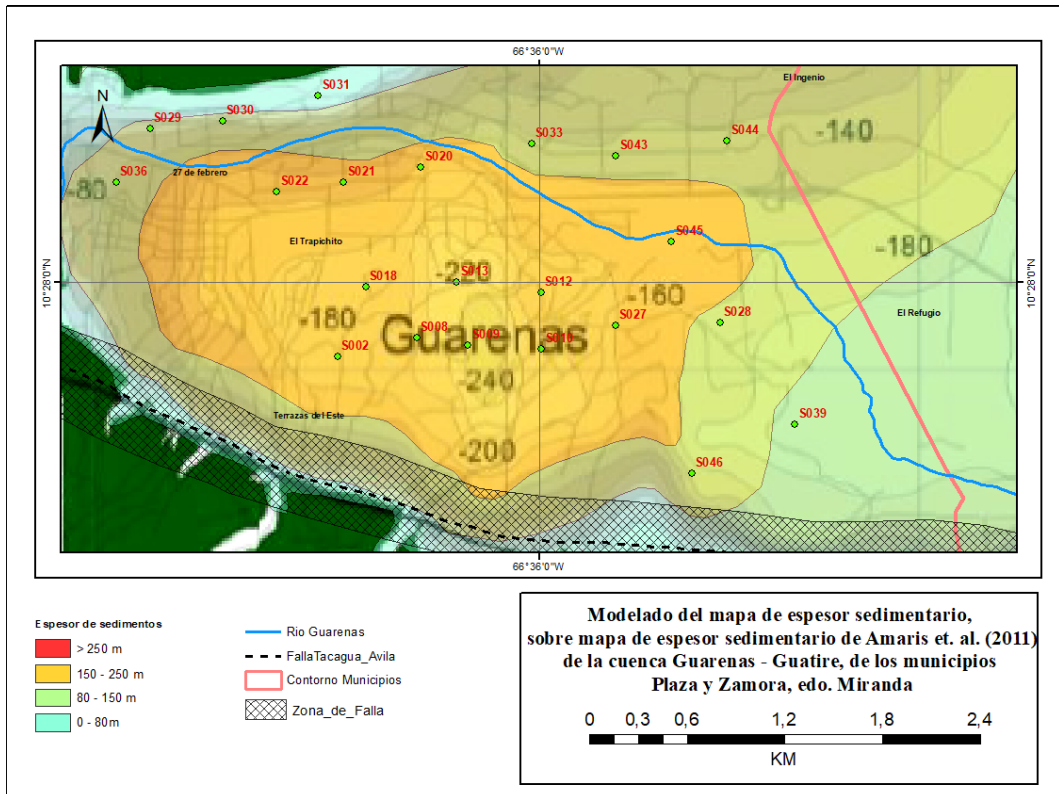 66°36'0"W
El Ingenio
S031
N
S029
S030
S033
S044
-140
S043
S020
27 de febrero
S036
-80
S022
S021
El Trapichito
S045
-180
10°28'0"N
S018
-220
S013
S012
-160
10°28'0"N
-180
S008
Guarenas
S009
S010
S027
S028
El Refugio
S002
-240
Terrazas del Este
S039
-200
S046
66°36'0"W
Espesor de sedimentos
> 250 m
150 - 250 m
80 - 150 m
0 - 80m
Rio Guarenas
FallaTacagua_Avila
Contorno Municipios
Zona_de_Falla
Modelado del mapa de espesor sedimentario,
sobre mapa de espesor sedimentario de Amaris et. al. (2011)
de la cuenca Guarenas - Guatire, de los municipios
Plaza y Zamora, edo. Miranda
0 0,3 0,6 1,2 1,8 2,4
KM